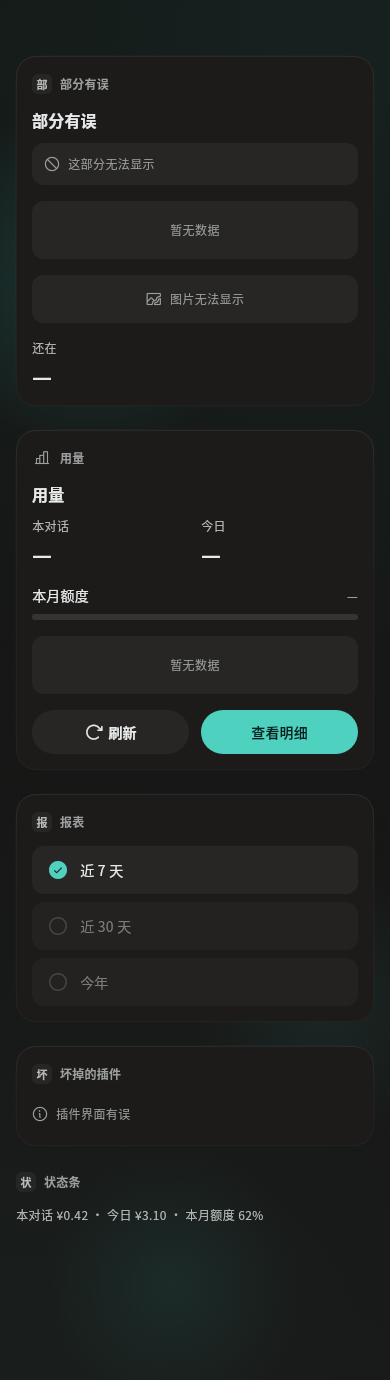 部 部分有误
部分有误
这部分无法显示
暂无数据
图片无法显示
还在
—
用量
用量
本对话 今日
— —
本月额度 —
暂无数据
刷新 查看明细
报 报表
近 7 天
近 30 天
今年
坏 坏掉的插件
插件界面有误
状 状态条
本对话 ¥0.42 · 今日 ¥3.10 · 本月额度 62%